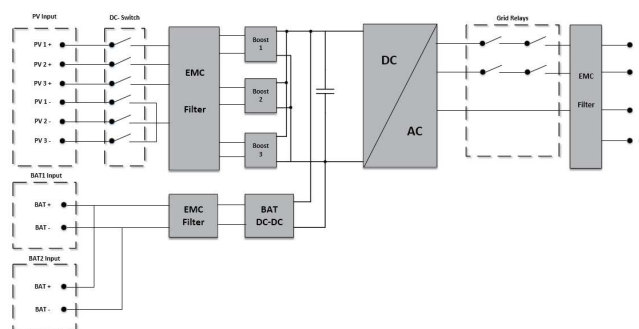 PV Input
DC- Switch
Grid Relays
PV 1 +
PV 2 +
PV 3 +
PV 1 -
PV 2 -
PV 3 -
EMC
Filter
Boost
1
Boost
2
Boost
3
DC
AC
EMC
Filter
BAT1 Input
BAT +
BAT -
EMC
Filter
BAT
DC-DC
BAT2 Input
BAT +
BAT -